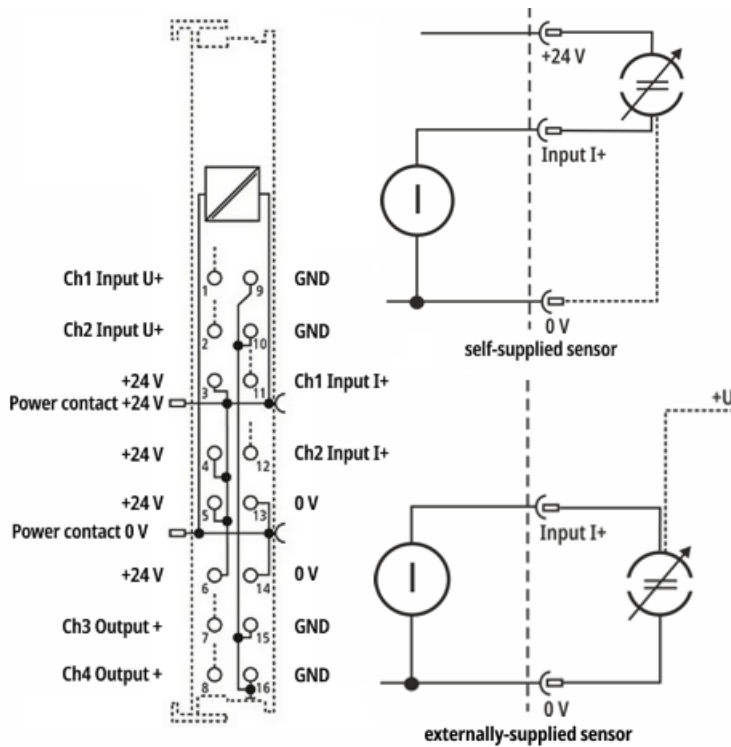 Ch1 Input U+
1
9
GND
Ch2 Input U+
2
10
GND
+24 V
3
11
Ch1 Input I+
Power contact +24 V
+24 V
4
12
Ch2 Input I+
+24 V
5
13
0 V
Power contact 0 V
+24 V
6
14
0 V
Ch3 Output +
7
15
GND
Ch4 Output +
8
16
GND
+24 V
Input I+
I
0 V
self-supplied sensor
+U
Input I+
I
0 V
externally-supplied sensor